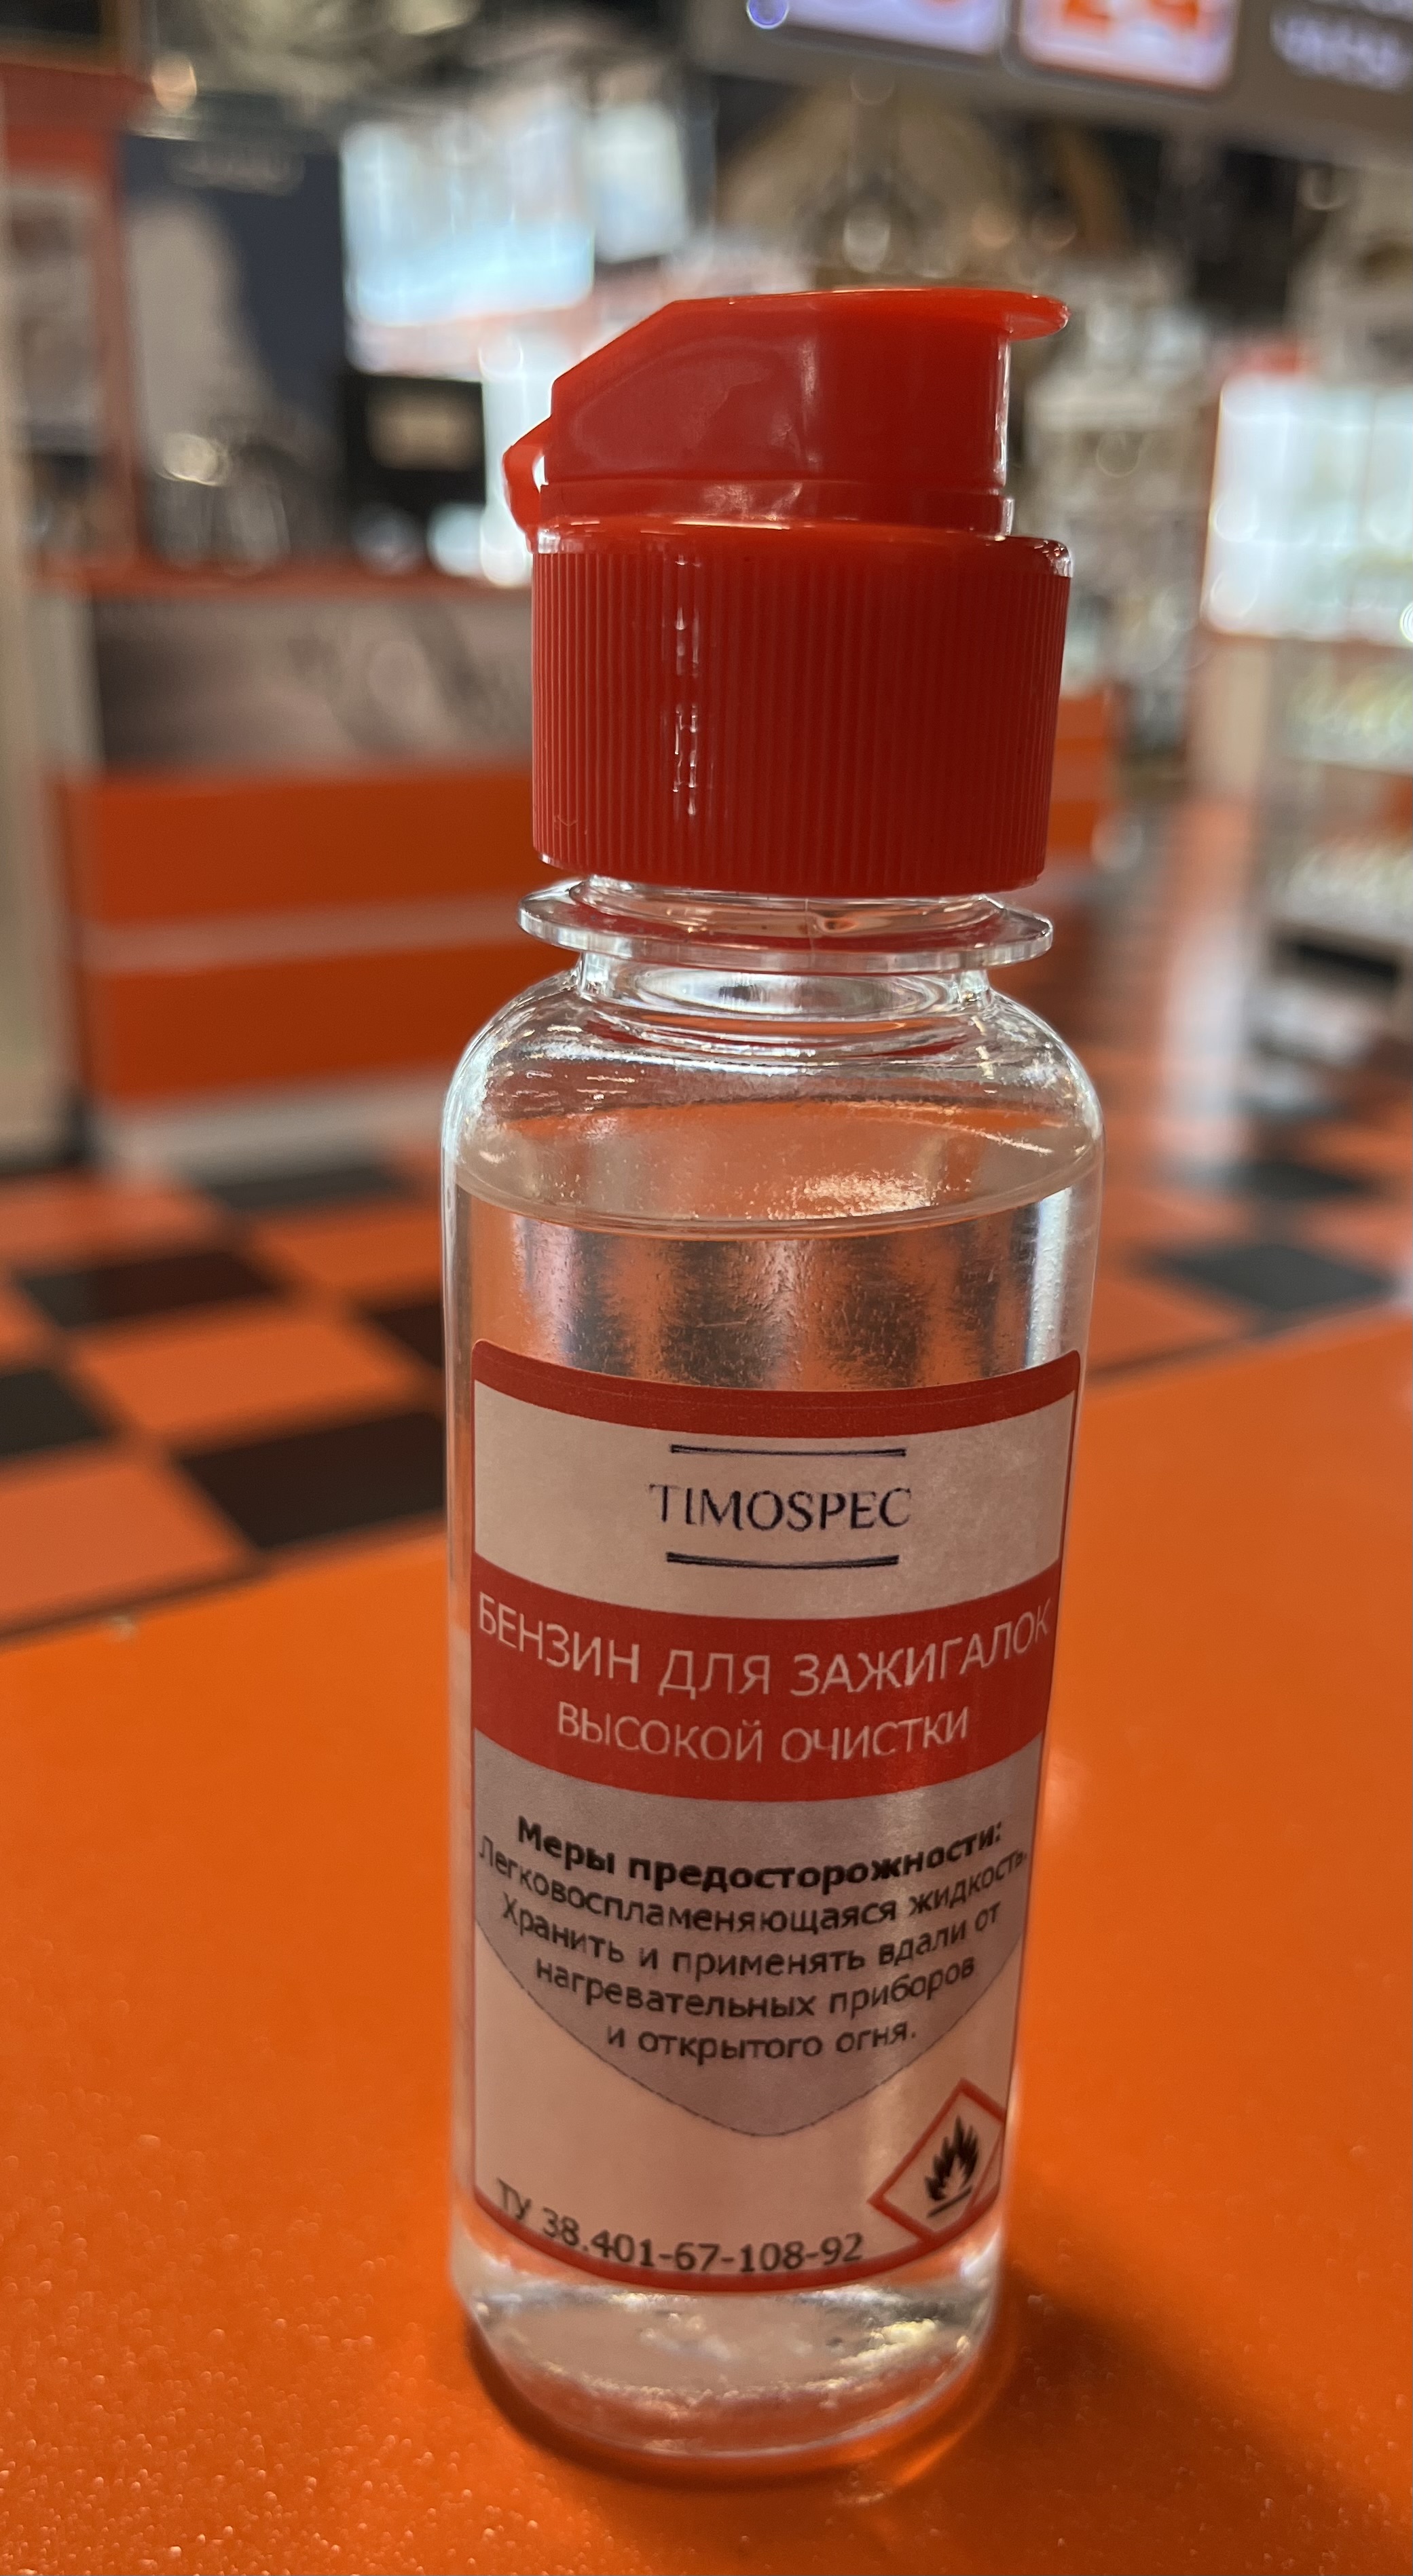 TIMOSPEC
БЕНЗИН ДЛЯ ЗАЖИГАЛОК
ВЫСОКОЙ ОЧИСТКИ
Меры предосторожности:
Легковоспламеняющаяся жидкость.
Хранить и применять вдали от
нагревательных приборов
и открытого огня.
ТУ 38.401-67-108-92